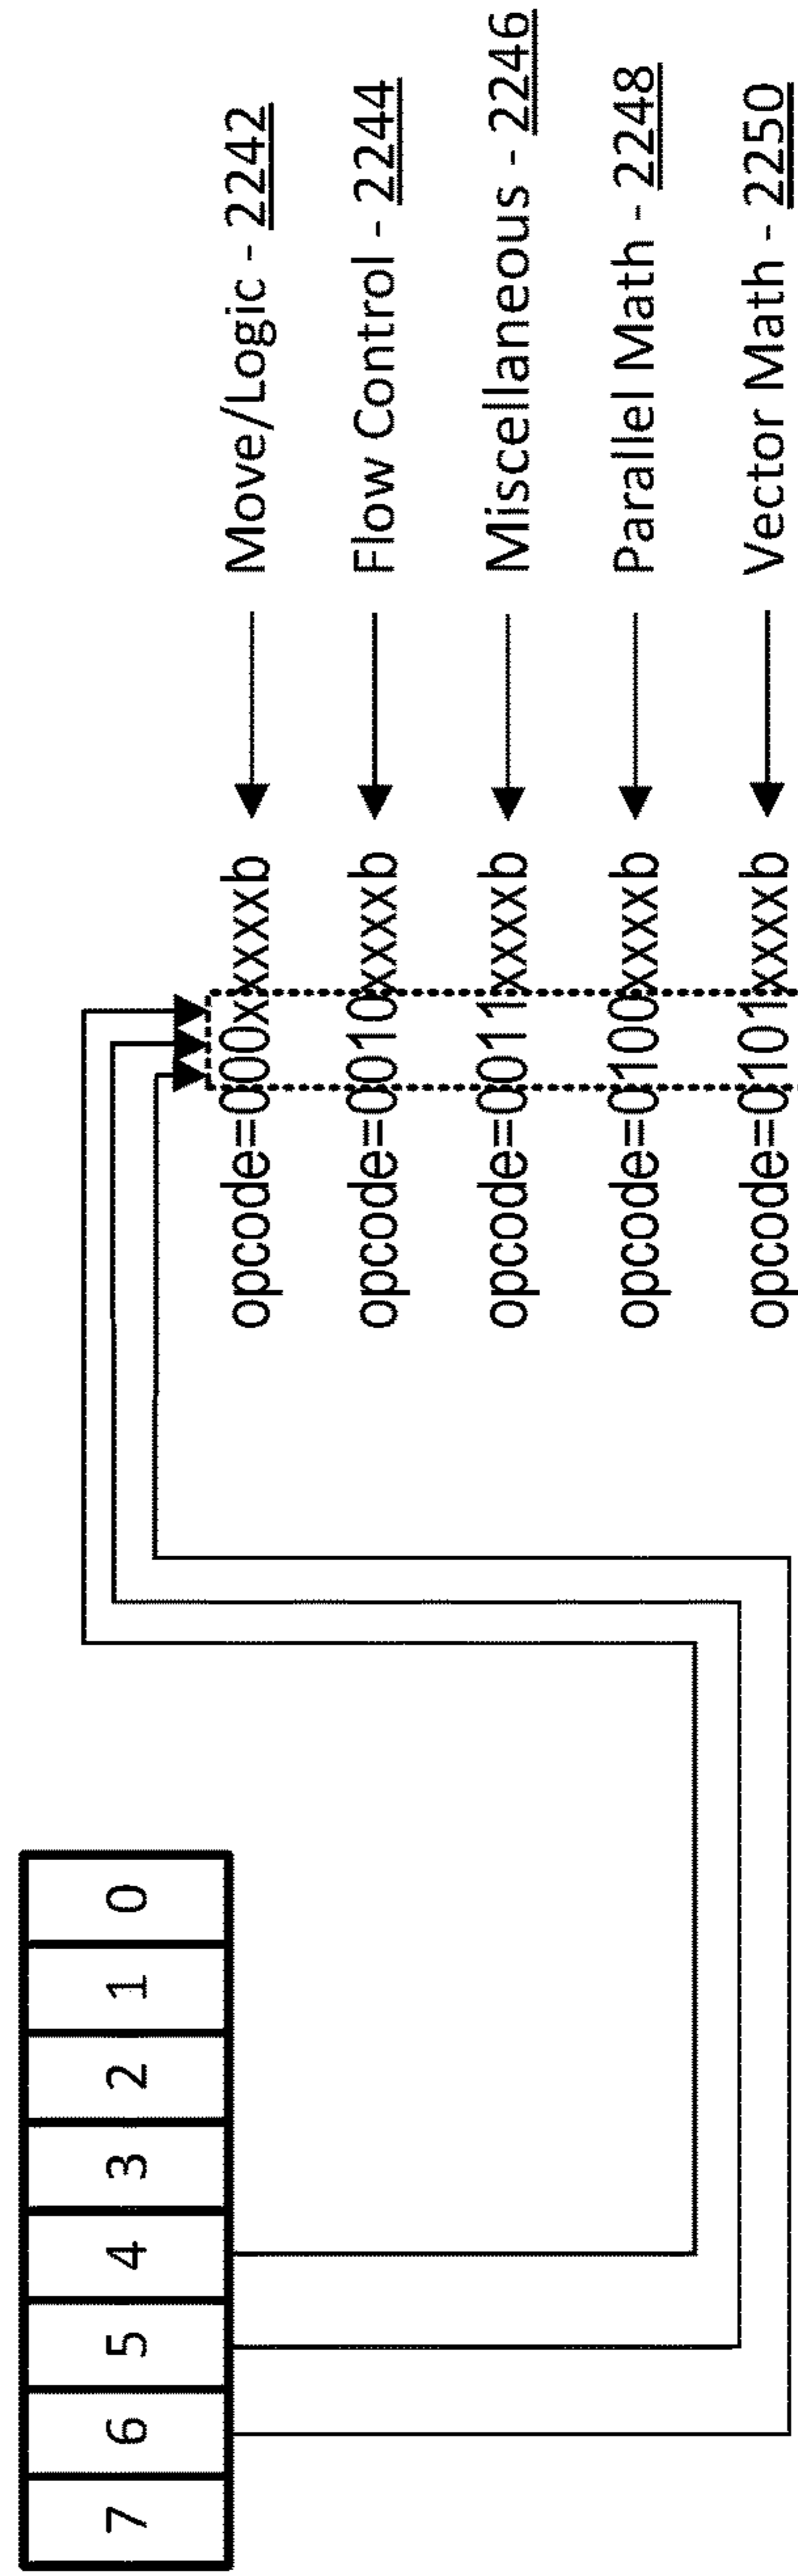 7 6 5 4 3 2 1 0
opcode=000xxxxxb Move/Logic - 2242
opcode=0010xxxxb Flow Control - 2244
opcode=0011xxxxb Miscellaneous - 2246
opcode=0100xxxxb Parallel Math - 2248
opcode=0101xxxxb Vector Math - 2250